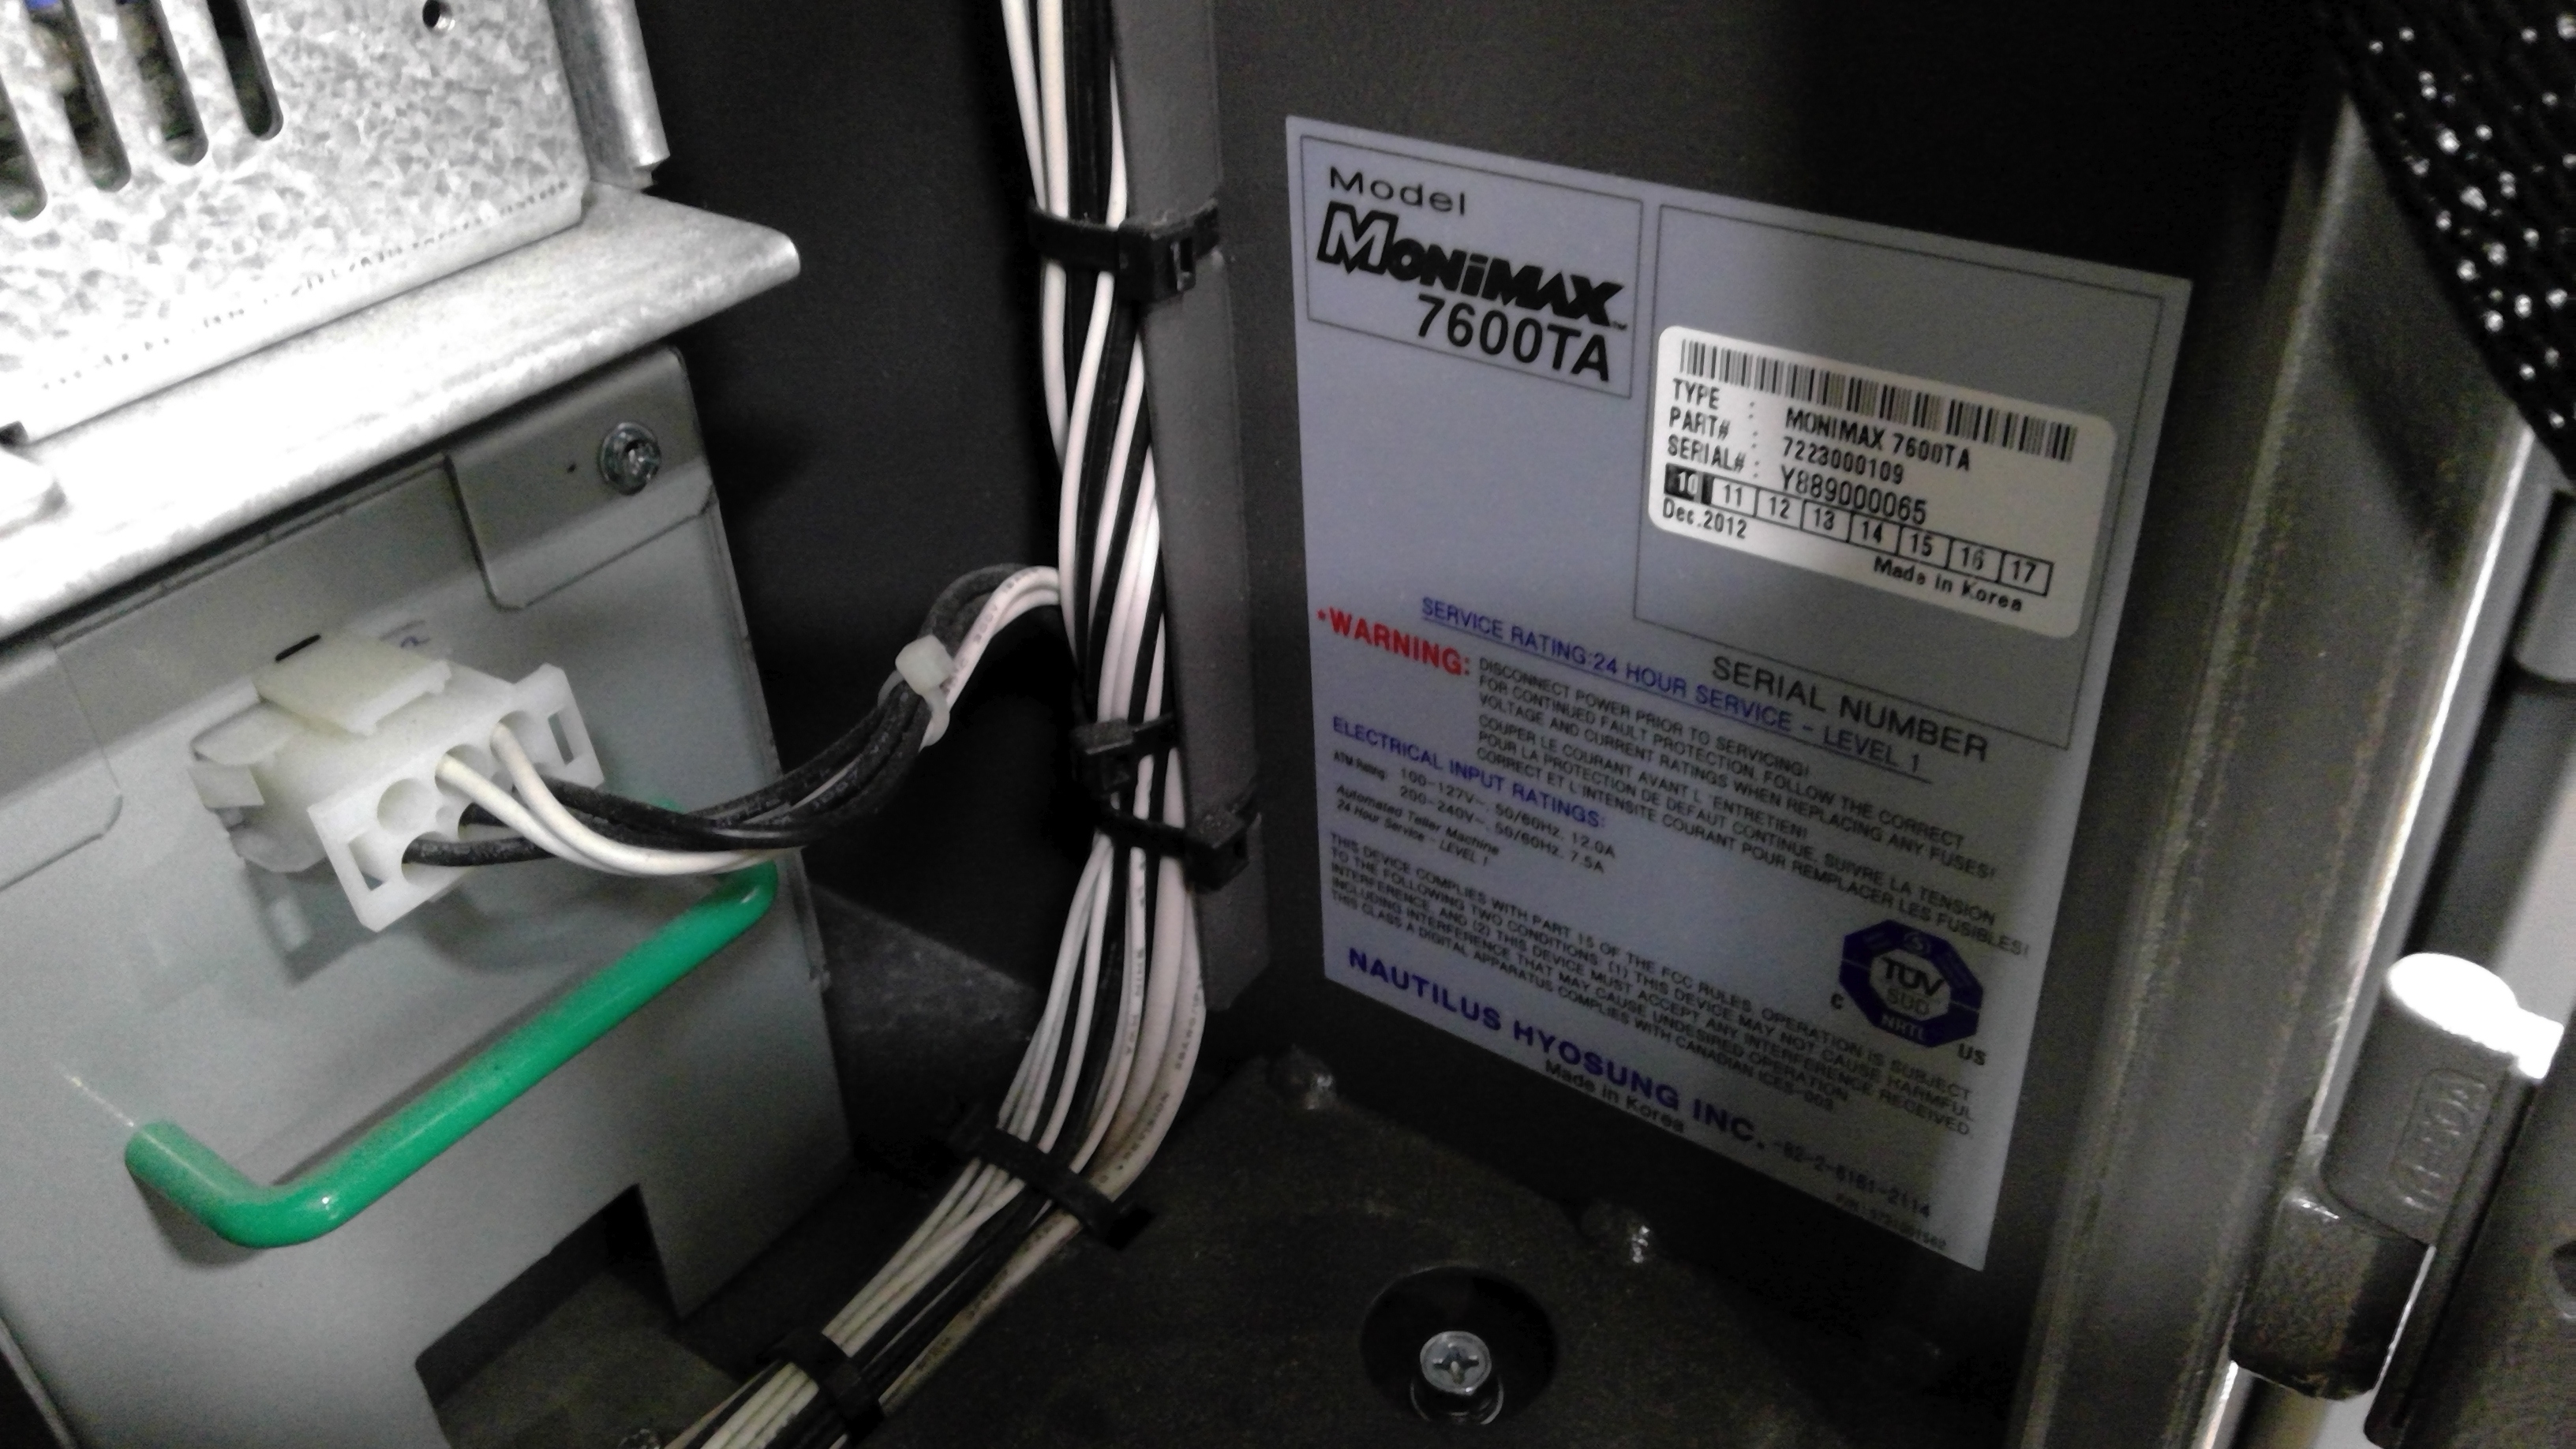 Model
MONiMAX™
7600TA
TYPE : MONIMAX 7600TA
PART# : 7223000109
SERIAL# : Y889000065
10 11 12 13 14 15 16 17
Dec.2012
Made in Korea
SERIAL NUMBER
SERVICE RATING:24 HOUR SERVICE - LEVEL 1
*WARNING: DISCONNECT POWER PRIOR TO SERVICING!
FOR CONTINUED FAULT PROTECTION, FOLLOW THE CORRECT
VOLTAGE AND CURRENT RATINGS WHEN REPLACING ANY FUSES!
COUPER LE COURANT AVANT L'ENTRETIEN!
POUR LA PROTECTION DE DEFAUT CONTINUE, SUIVRE LA TENSION
CORRECT ET L'INTENSITE COURANT POUR REMPLACER LES FUSIBLES!
ELECTRICAL INPUT RATINGS:
ATM Rating: 100-127V~, 50/60Hz, 12.0A
200-240V~, 50/60Hz, 7.5A
Automated Teller Machine
24 Hour Service - LEVEL 1
THIS DEVICE COMPLIES WITH PART 15 OF THE FCC RULES. OPERATION IS SUBJECT
TO THE FOLLOWING TWO CONDITIONS: (1) THIS DEVICE MAY NOT CAUSE HARMFUL
INTERFERENCE, AND (2) THIS DEVICE MUST ACCEPT ANY INTERFERENCE RECEIVED,
INCLUDING INTERFERENCE THAT MAY CAUSE UNDESIRED OPERATION.
THIS CLASS A DIGITAL APPARATUS COMPLIES WITH CANADIAN ICES-003.
TÜV
SÜD
NRTL
C US
NAUTILUS HYOSUNG INC. -82-2-6181-2114
Made in Korea